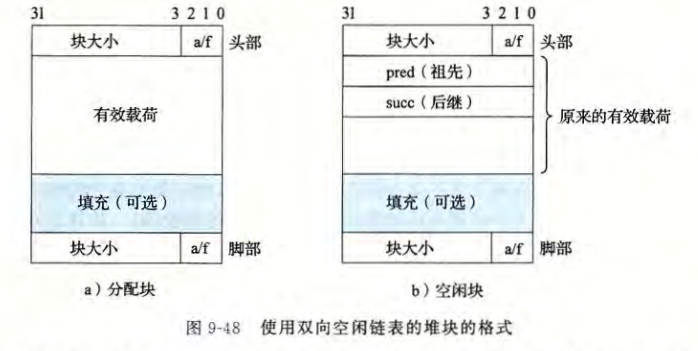 31 3 2 1 0
块大小 a/f 头部
有效载荷
填充（可选）
块大小 a/f 脚部
a）分配块
31 3 2 1 0
块大小 a/f 头部
pred（祖先）
succ（后继）
原来的有效载荷
填充（可选）
块大小 a/f 脚部
b）空闲块
图 9-48 使用双向空闲链表的堆块的格式